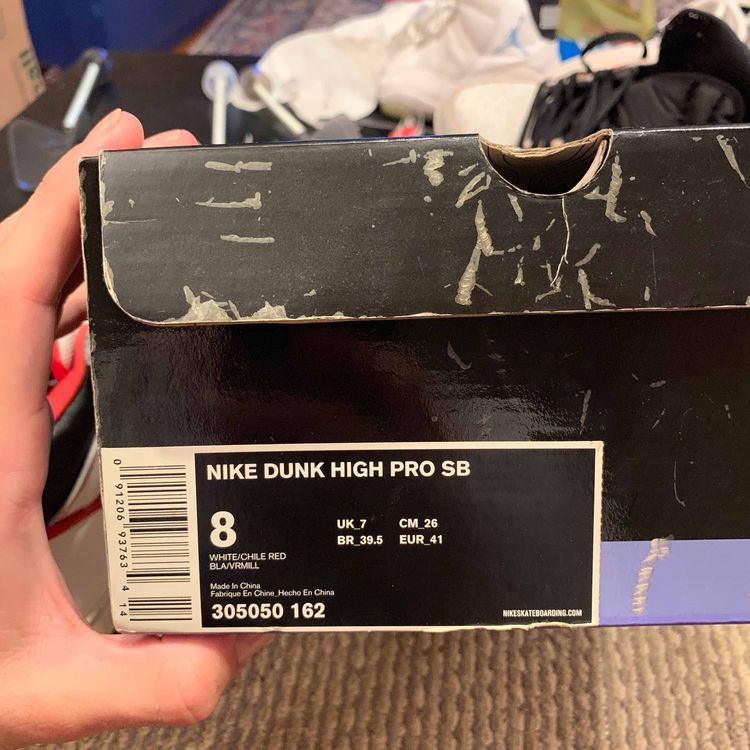 NIKE DUNK HIGH PRO SB
8
UK_7 CM_26
BR_39.5 EUR_41
WHITE/CHILE RED
BLA/VRMILL
Made In China
Fabrique En Chine_Hecho En China
305050 162
NIKESKATEBOARDING.COM
0 91206 93763 4 14